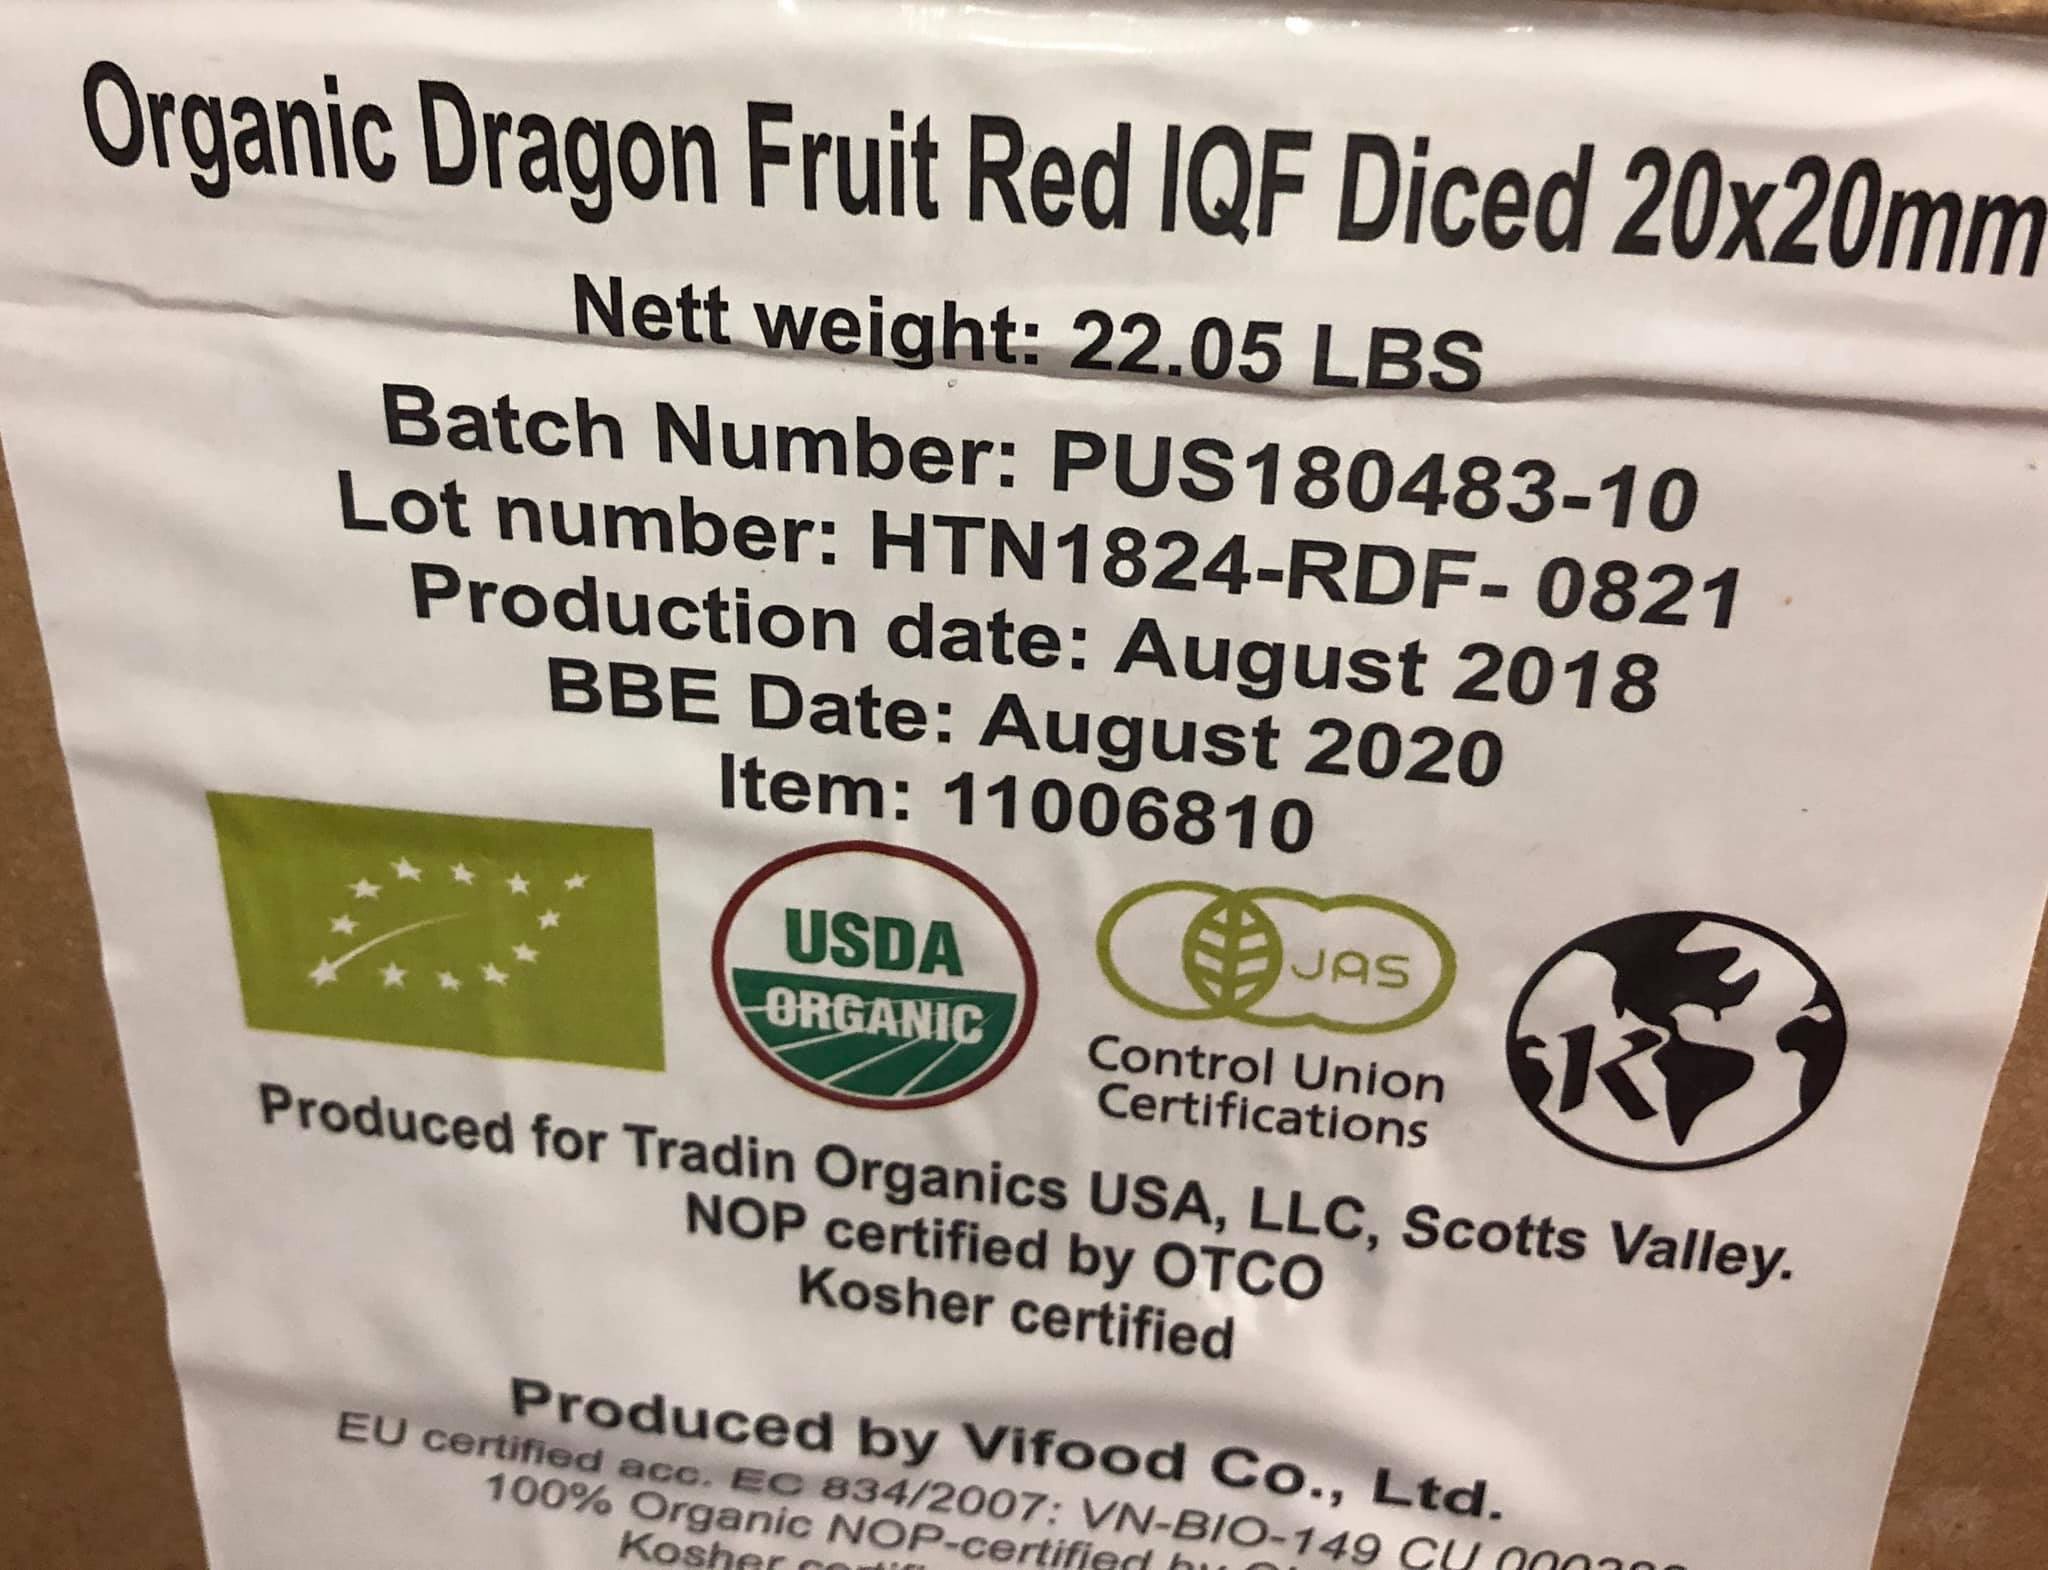 Organic Dragon Fruit Red IQF Diced 20x20mm
Nett weight: 22.05 LBS
Batch Number: PUS180483-10
Lot number: HTN1824-RDF- 0821
Production date: August 2018
BBE Date: August 2020
Item: 11006810
USDA
ORGANIC
JAS
Control Union
Certifications
K
Produced for Tradin Organics USA, LLC, Scotts Valley.
NOP certified by OTCO
Kosher certified
Produced by Vifood Co., Ltd.
EU certified acc. EC 834/2007: VN-BIO-149 CU
100% Organic NOP-certified by
Kosher